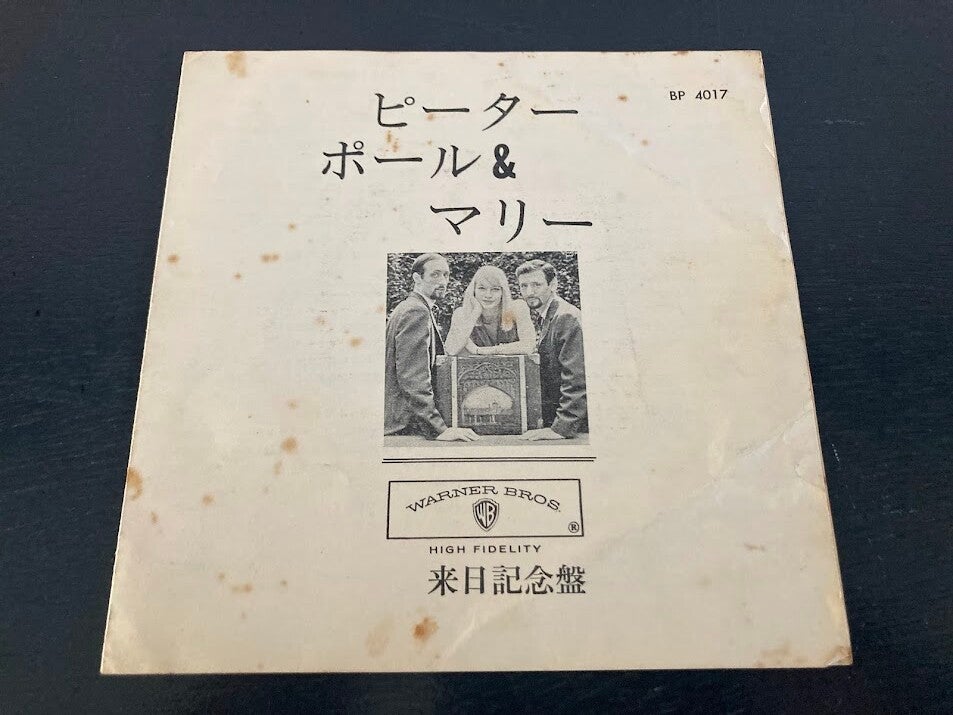 BP 4017
ピーター
ポール&
マリー
WARNER BROS.
WB
®
HIGH FIDELITY
来日記念盤